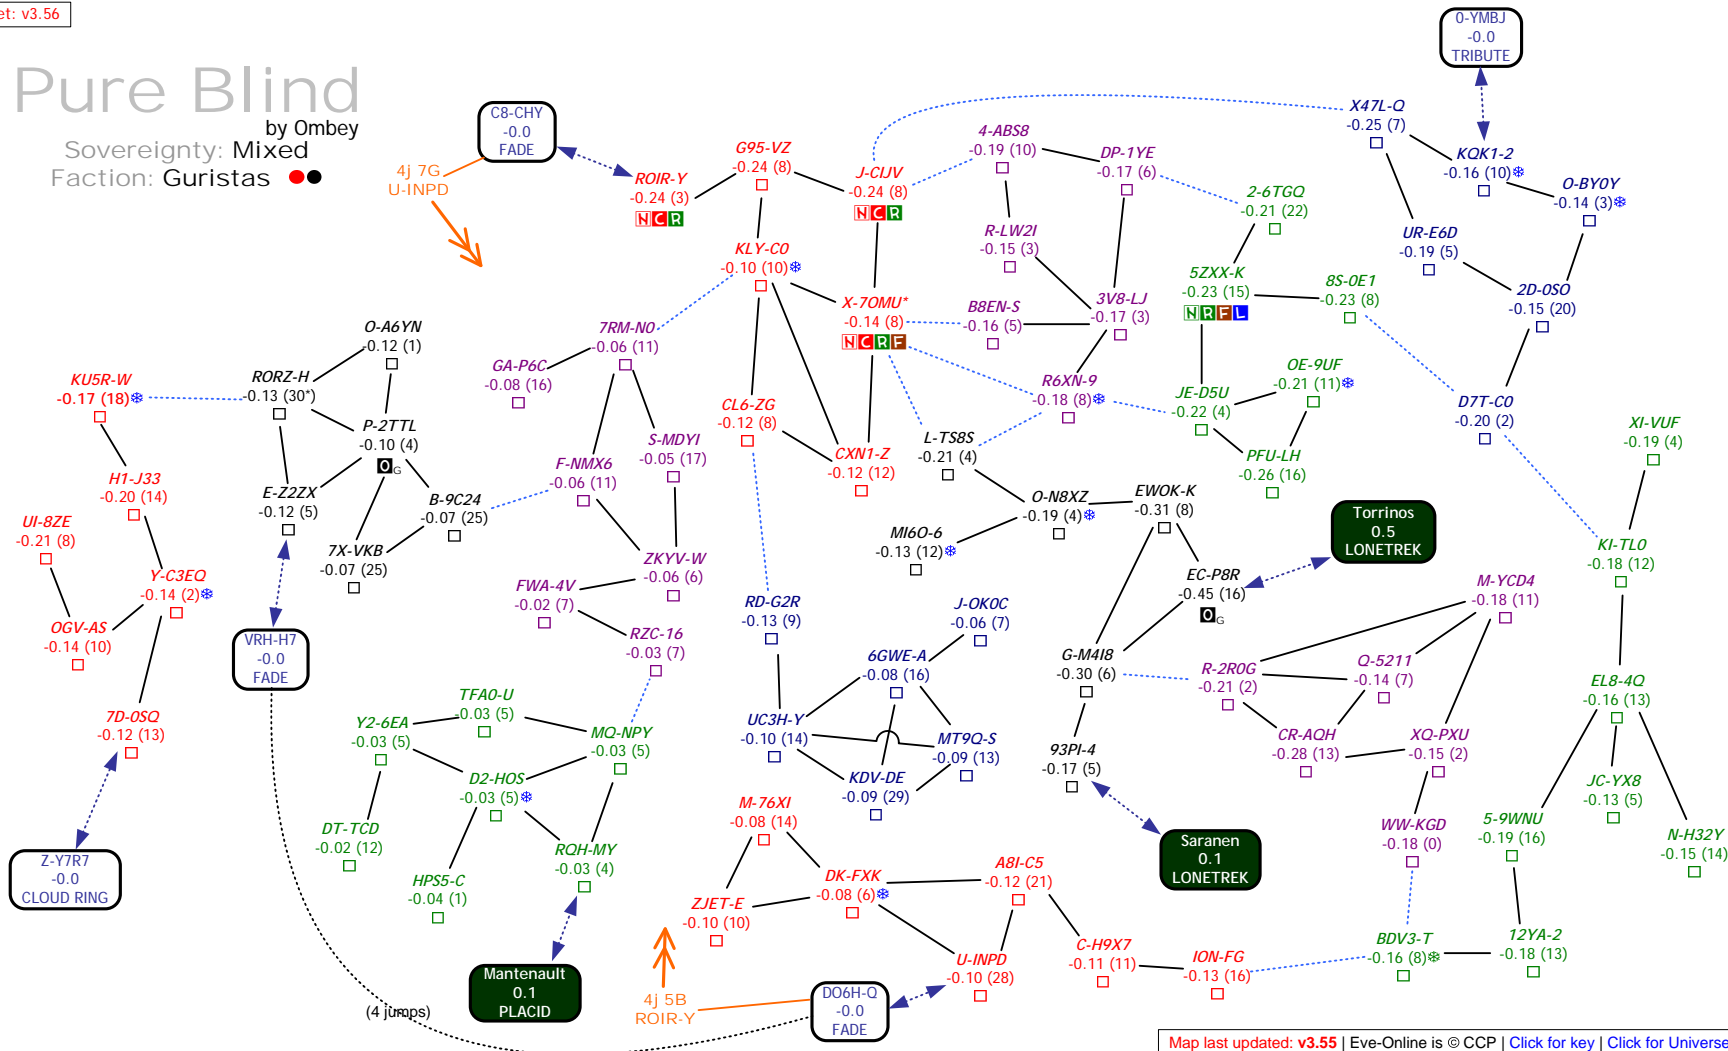 et: v3.56
Pure Blind
by Ombey
Sovereignty: Mixed
Faction: Guristas
0-YMBJ
-0.0
TRIBUTE
C8-CHY
-0.0
FADE
4j 7G
U-INPD
ROIR-Y
-0.24 (3)
N C R
G95-VZ
-0.24 (8)
J-CIJV
-0.24 (8)
N C R
4-ABS8
-0.19 (10)
DP-1YE
-0.17 (6)
X47L-Q
-0.25 (7)
KQK1-2
-0.16 (10)
O-BY0Y
-0.14 (3)
2-6TGQ
-0.21 (22)
R-LW2I
-0.15 (3)
UR-E6D
-0.19 (5)
KLY-C0
-0.10 (10)
5ZXX-K
-0.23 (15)
N R F L
8S-0E1
-0.23 (8)
2D-0SO
-0.15 (20)
X-7OMU*
-0.14 (8)
N C R F
B8EN-S
-0.16 (5)
3V8-LJ
-0.17 (3)
O-A6YN
-0.12 (1)
7RM-N0
-0.06 (11)
GA-P6C
-0.08 (16)
KU5R-W
-0.17 (18)
RORZ-H
-0.13 (30*)
R6XN-9
-0.18 (8)
JE-D5U
-0.22 (4)
OE-9UF
-0.21 (11)
D7T-C0
-0.20 (2)
CL6-ZG
-0.12 (8)
P-2TTL
-0.10 (4)
O G
S-MDYI
-0.05 (17)
L-TS8S
-0.21 (4)
CXN1-Z
-0.12 (12)
PFU-LH
-0.26 (16)
XI-VUF
-0.19 (4)
H1-J33
-0.20 (14)
E-Z2ZX
-0.12 (5)
B-9C24
-0.07 (25)
F-NMX6
-0.06 (11)
O-N8XZ
-0.19 (4)
EWOK-K
-0.31 (8)
Torrinos
0.5
LONETREK
UI-8ZE
-0.21 (8)
7X-VKB
-0.07 (25)
MI6O-6
-0.13 (12)
KI-TL0
-0.18 (12)
Y-C3EQ
-0.14 (2)
ZKYV-W
-0.06 (6)
FWA-4V
-0.02 (7)
EC-P8R
-0.45 (16)
O G
M-YCD4
-0.18 (11)
RD-G2R
-0.13 (9)
J-OK0C
-0.06 (7)
OGV-AS
-0.14 (10)
VRH-H7
-0.0
FADE
RZC-16
-0.03 (7)
6GWE-A
-0.08 (16)
G-M4I8
-0.30 (6)
R-2R0G
-0.21 (2)
Q-5211
-0.14 (7)
EL8-4Q
-0.16 (13)
7D-0SQ
-0.12 (13)
Y2-6EA
-0.03 (5)
TFA0-U
-0.03 (5)
MQ-NPY
-0.03 (5)
UC3H-Y
-0.10 (14)
MT9Q-S
-0.09 (13)
93PI-4
-0.17 (5)
CR-AQH
-0.28 (13)
XQ-PXU
-0.15 (2)
D2-HOS
-0.03 (5)
KDV-DE
-0.09 (29)
JC-YX8
-0.13 (5)
M-76XI
-0.08 (14)
DT-TCD
-0.02 (12)
WW-KGD
-0.18 (0)
5-9WNU
-0.19 (16)
N-H32Y
-0.15 (14)
Z-Y7R7
-0.0
CLOUD RING
HPS5-C
-0.04 (1)
RQH-MY
-0.03 (4)
Saranen
0.1
LONETREK
DK-FXK
-0.08 (6)
A8I-C5
-0.12 (21)
ZJET-E
-0.10 (10)
C-H9X7
-0.11 (11)
ION-FG
-0.13 (16)
BDV3-T
-0.16 (8)
12YA-2
-0.18 (13)
U-INPD
-0.10 (28)
Mantenault
0.1
PLACID
4j 5B
ROIR-Y
DO6H-Q
-0.0
FADE
(4 jumps)
Map last updated: v3.55 | Eve-Online is © CCP | Click for key | Click for Universe